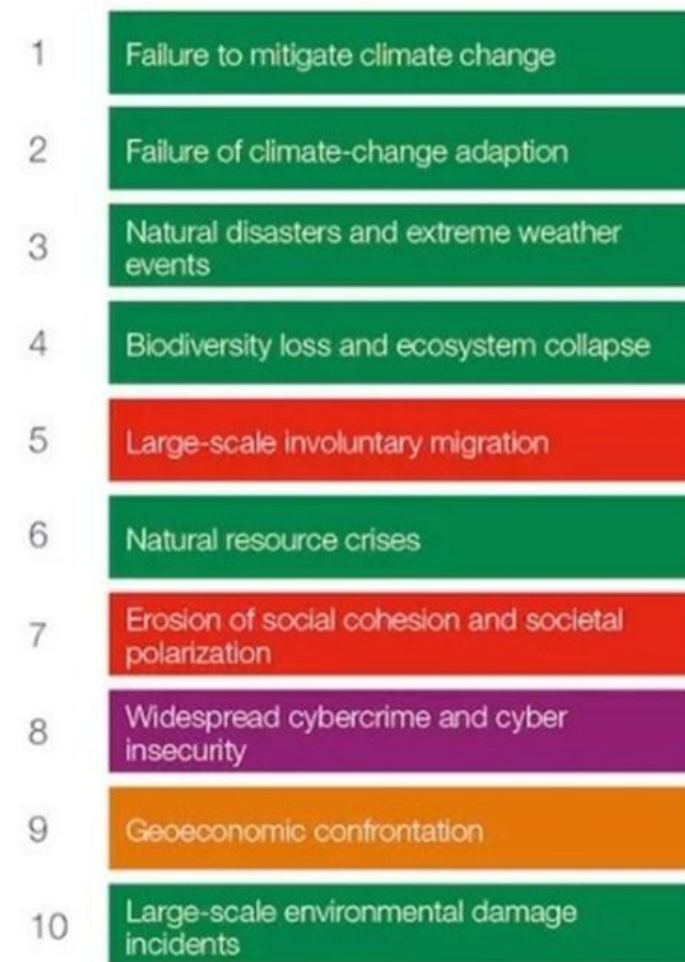 1
Failure to mitigate climate change
2
Failure of climate-change adaption
3
Natural disasters and extreme weather
events
4
Biodiversity loss and ecosystem collapse
5
Large-scale involuntary migration
6
Natural resource crises
7
Erosion of social cohesion and societal
polarization
8
Widespread cybercrime and cyber
insecurity
9
Geoeconomic confrontation
10
Large-scale environmental damage
incidents